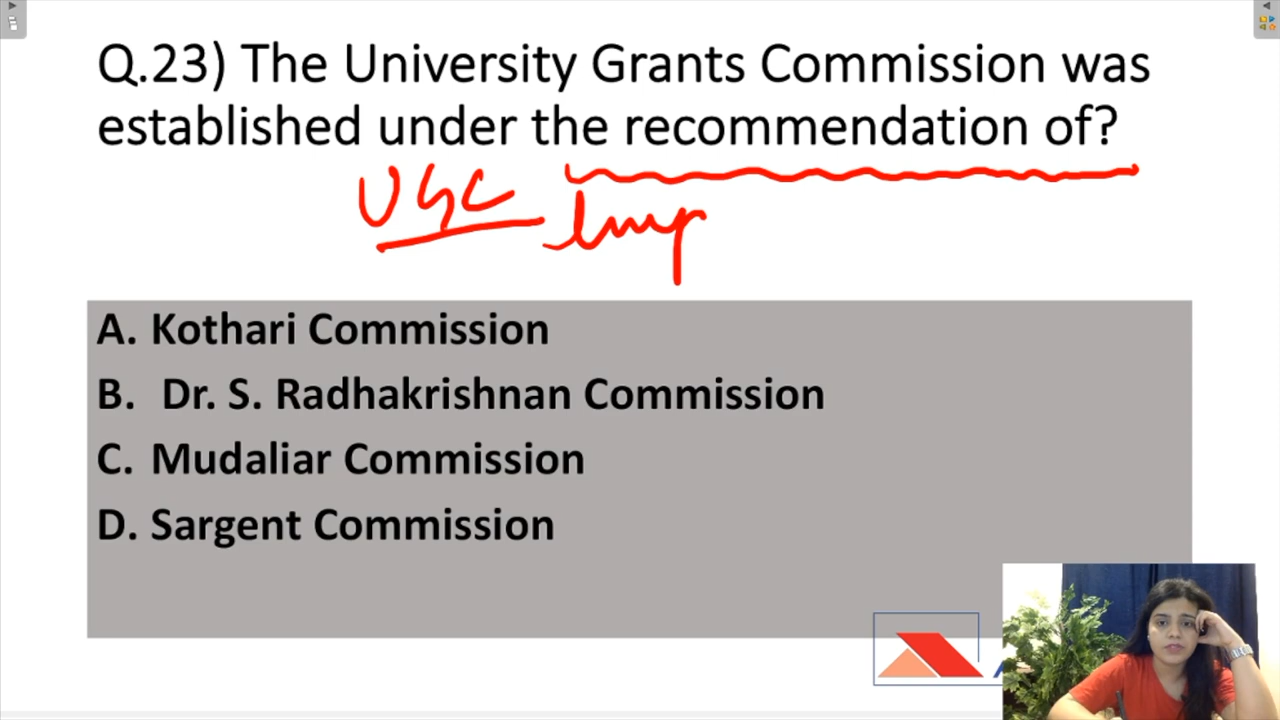 Q.23) The University Grants Commission was
established under the recommendation of?
UGC Imp
A. Kothari Commission
B. Dr. S. Radhakrishnan Commission
C. Mudaliar Commission
D. Sargent Commission